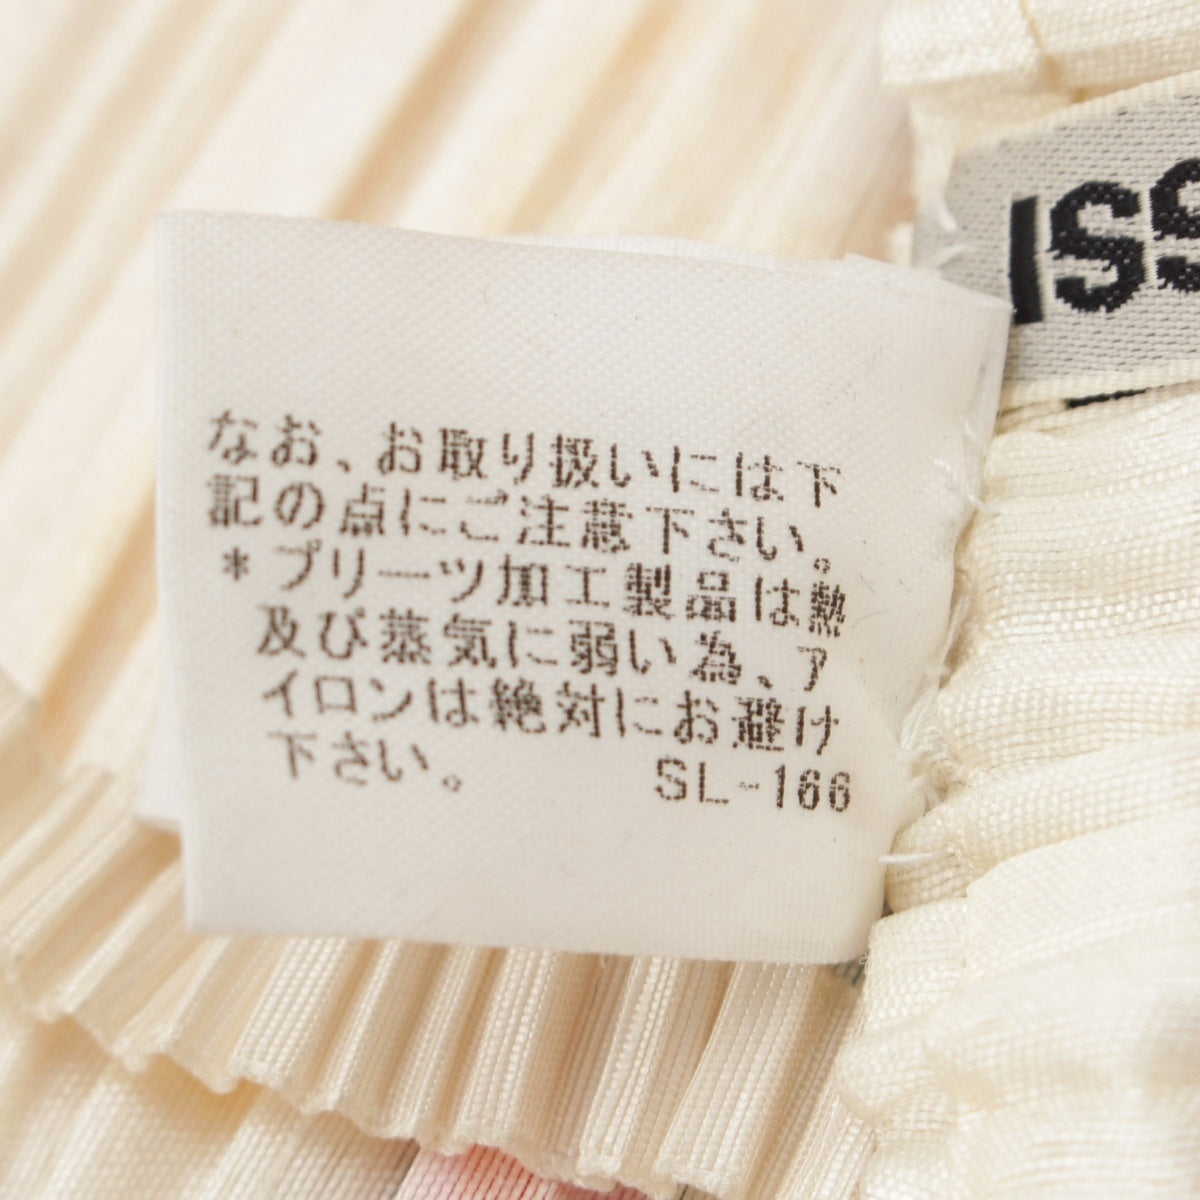 ISS
なお、お取り扱いには下
記の点にご注意下さい。
*プリーツ加工製品は熱
及び蒸気に弱い為、ア
イロンは絶対にお避け
下さい。 SL-166